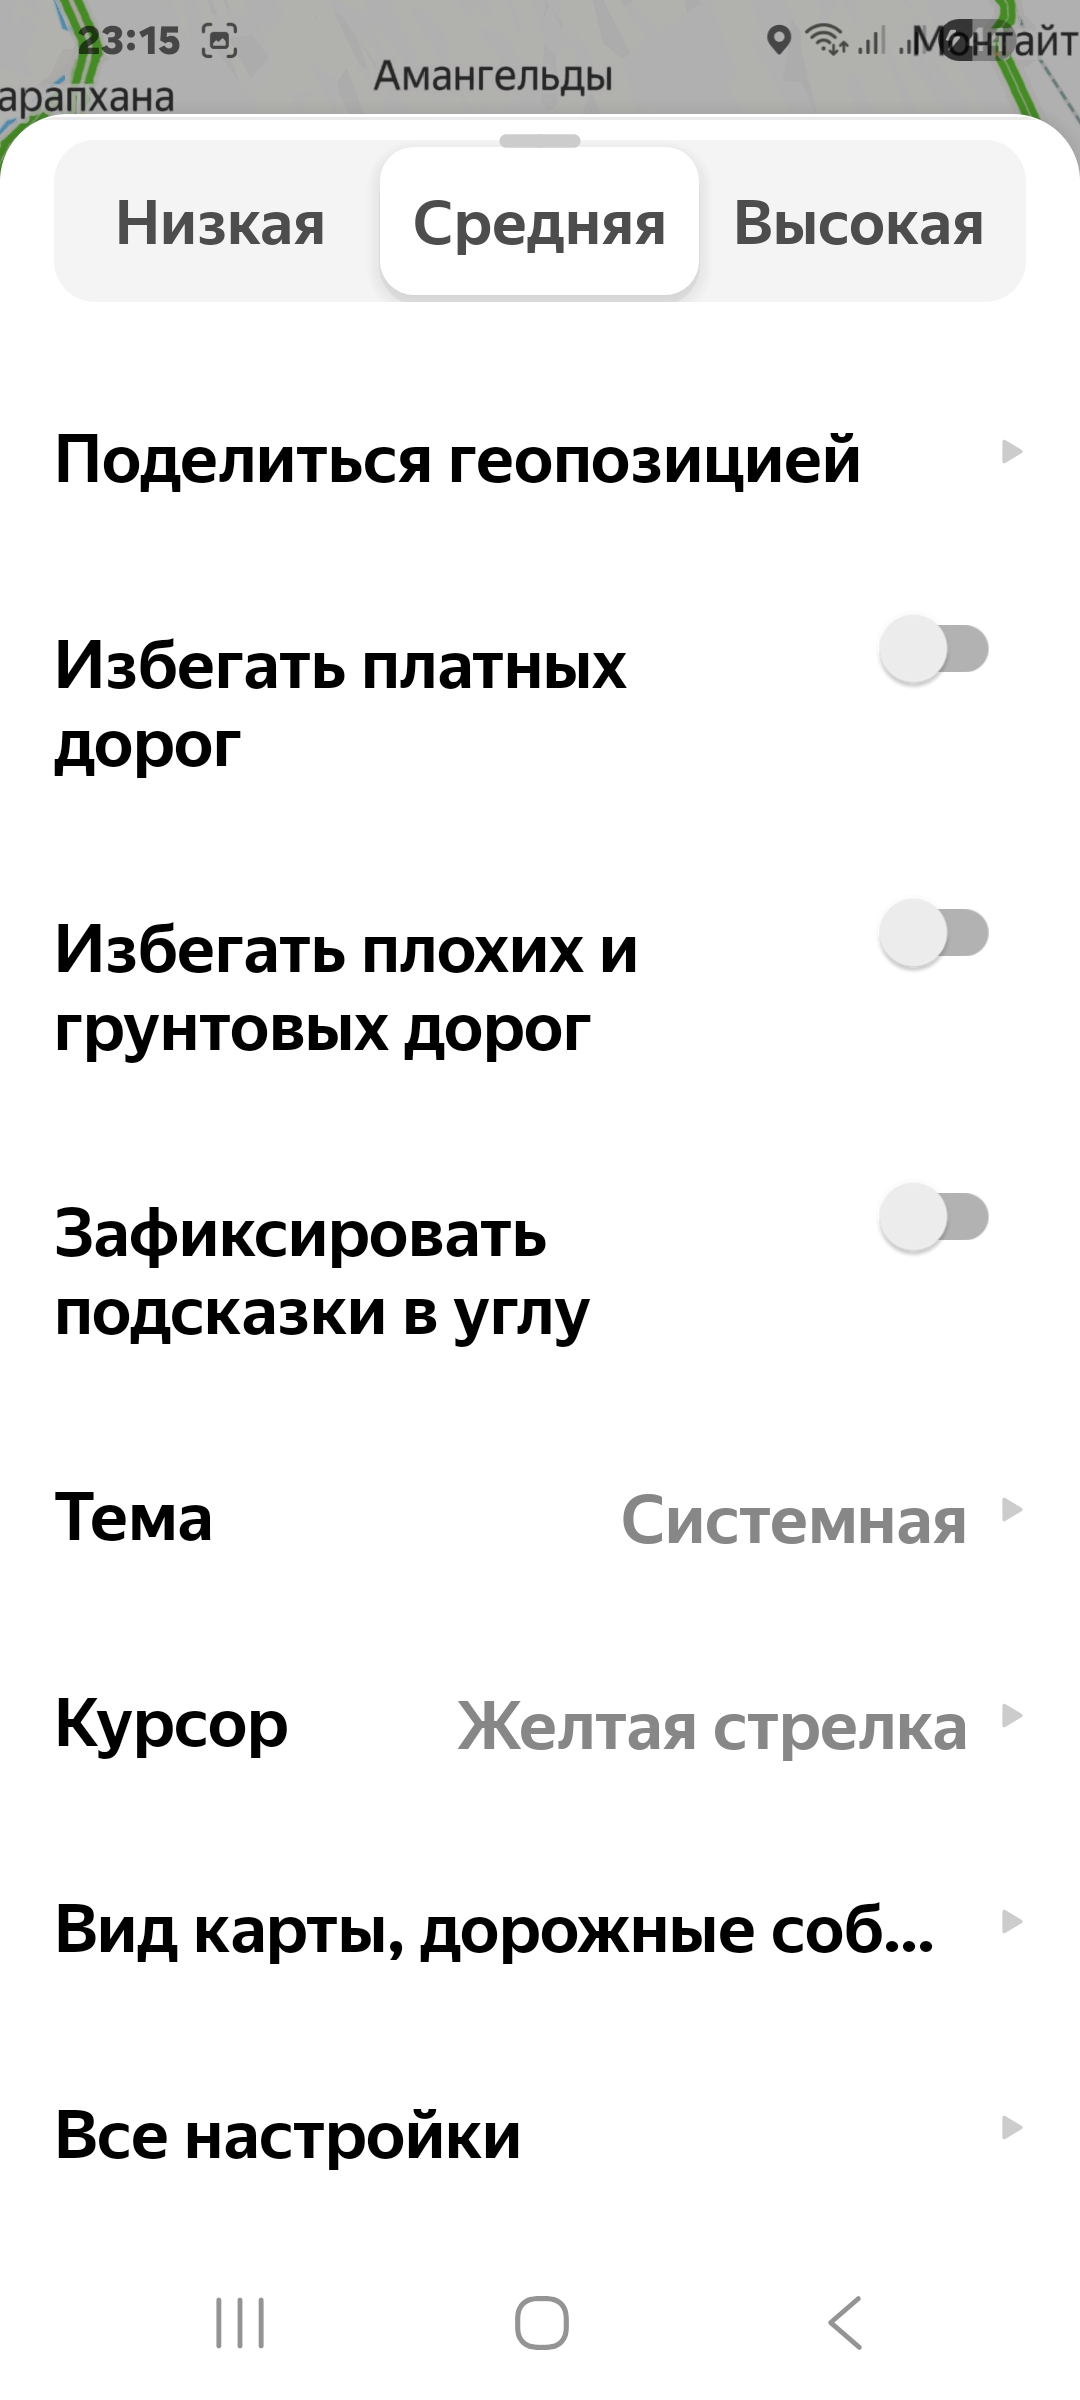 23:15
Монтайт
Амангельды
арапхана
Низкая Средняя Высокая
Поделиться геопозицией
Избегать платных
дорог
Избегать плохих и
грунтовых дорог
Зафиксировать
подсказки в углу
Тема Системная
Курсор Желтая стрелка
Вид карты, дорожные соб...
Все настройки